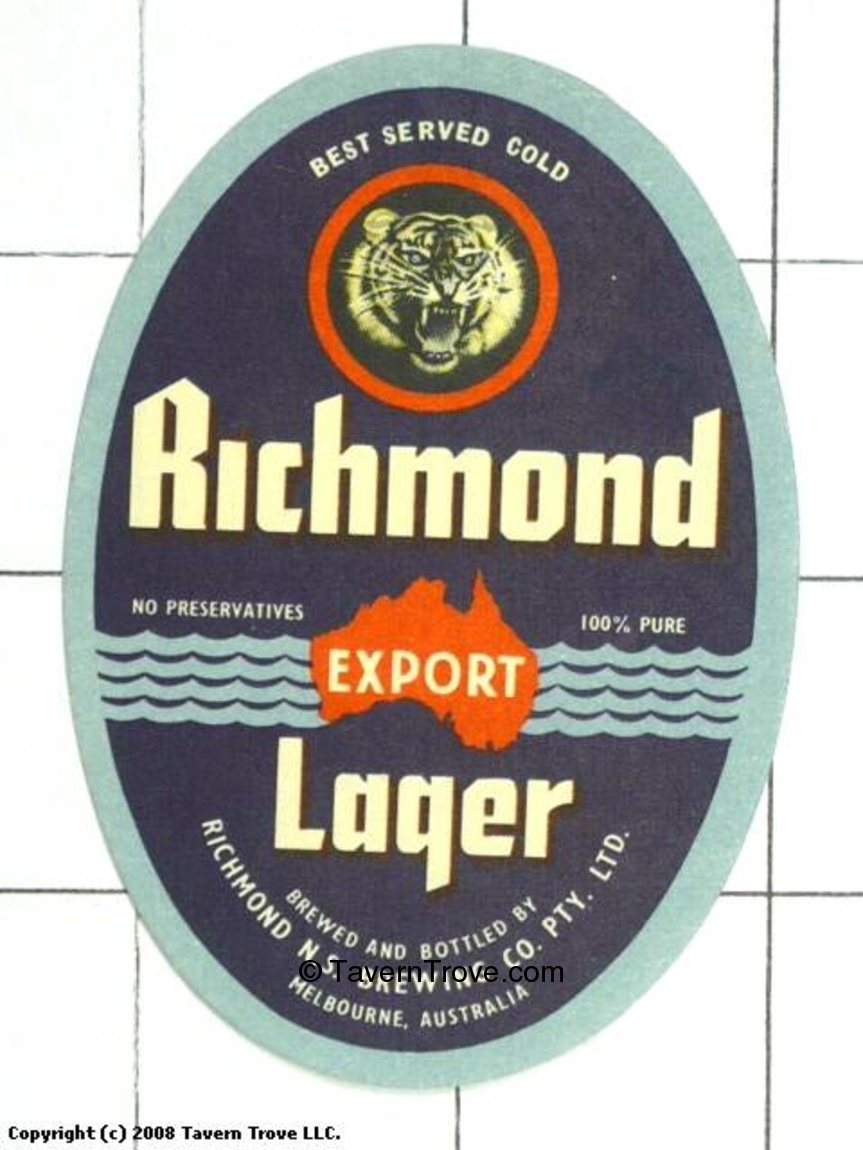 BEST SERVED COLD
Richmond
NO PRESERVATIVES
100% PURE
EXPORT
Lager
BREWED AND BOTTLED BY
RICHMOND N.S. BREWING CO. PTY. LTD.
MELBOURNE, AUSTRALIA
© TavernTrove.com
Copyright (c) 2008 Tavern Trove LLC.